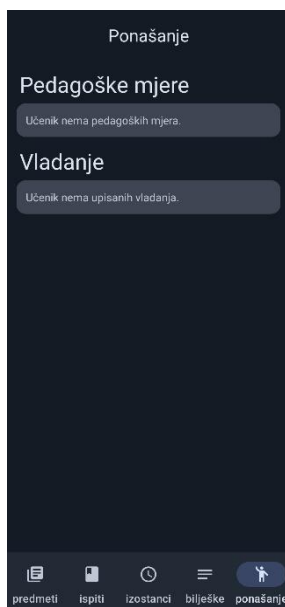 Ponašanje
Pedagoške mjere
Učenik nema pedagoških mjera.
Vladanje
Učenik nema upisanih vladanja.
predmeti ispiti izostanci bilješke ponašanje